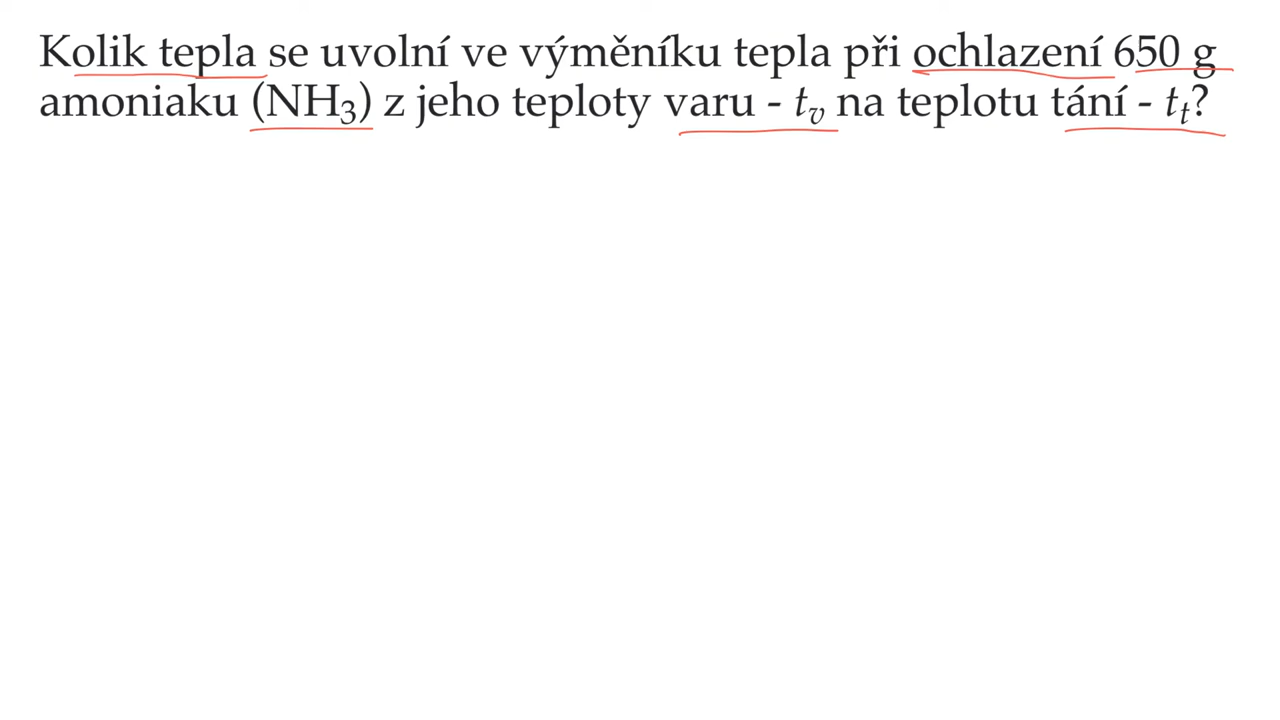 Kolik tepla se uvolní ve výměníku tepla při ochlazení 650 g
amoniaku (NH₃) z jeho teploty varu - tᵥ na teplotu tání - tₜ?